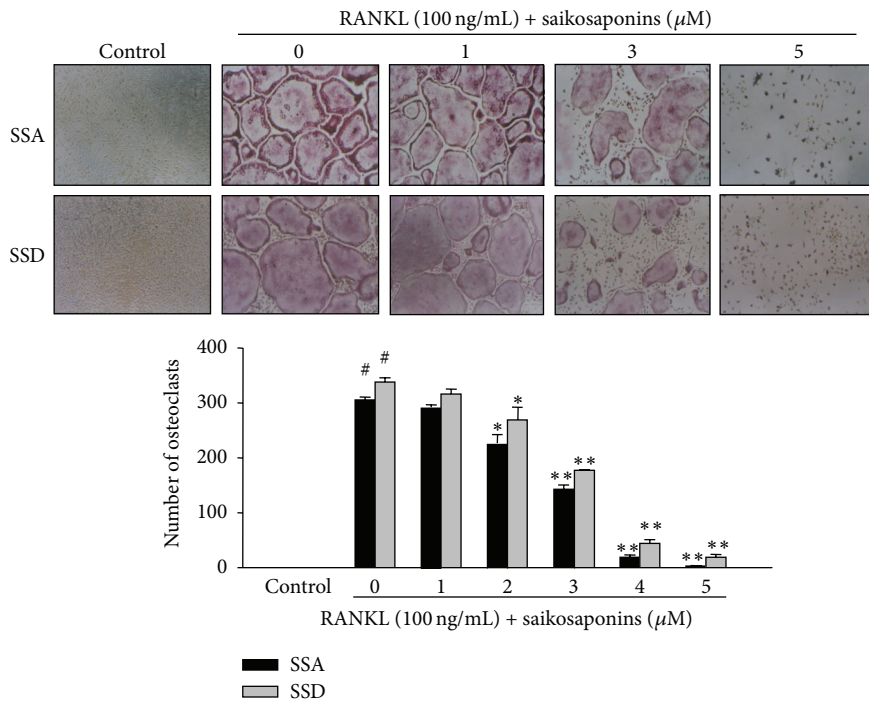 RANKL (100 ng/mL) + saikosaponins (μM)
Control 0 1 3 5
SSA
SSD
400
300
200
100
0
Number of osteoclasts
# #
* *
** **
** **
** **
Control 0 1 2 3 4 5
RANKL (100 ng/mL) + saikosaponins (μM)
SSA
SSD